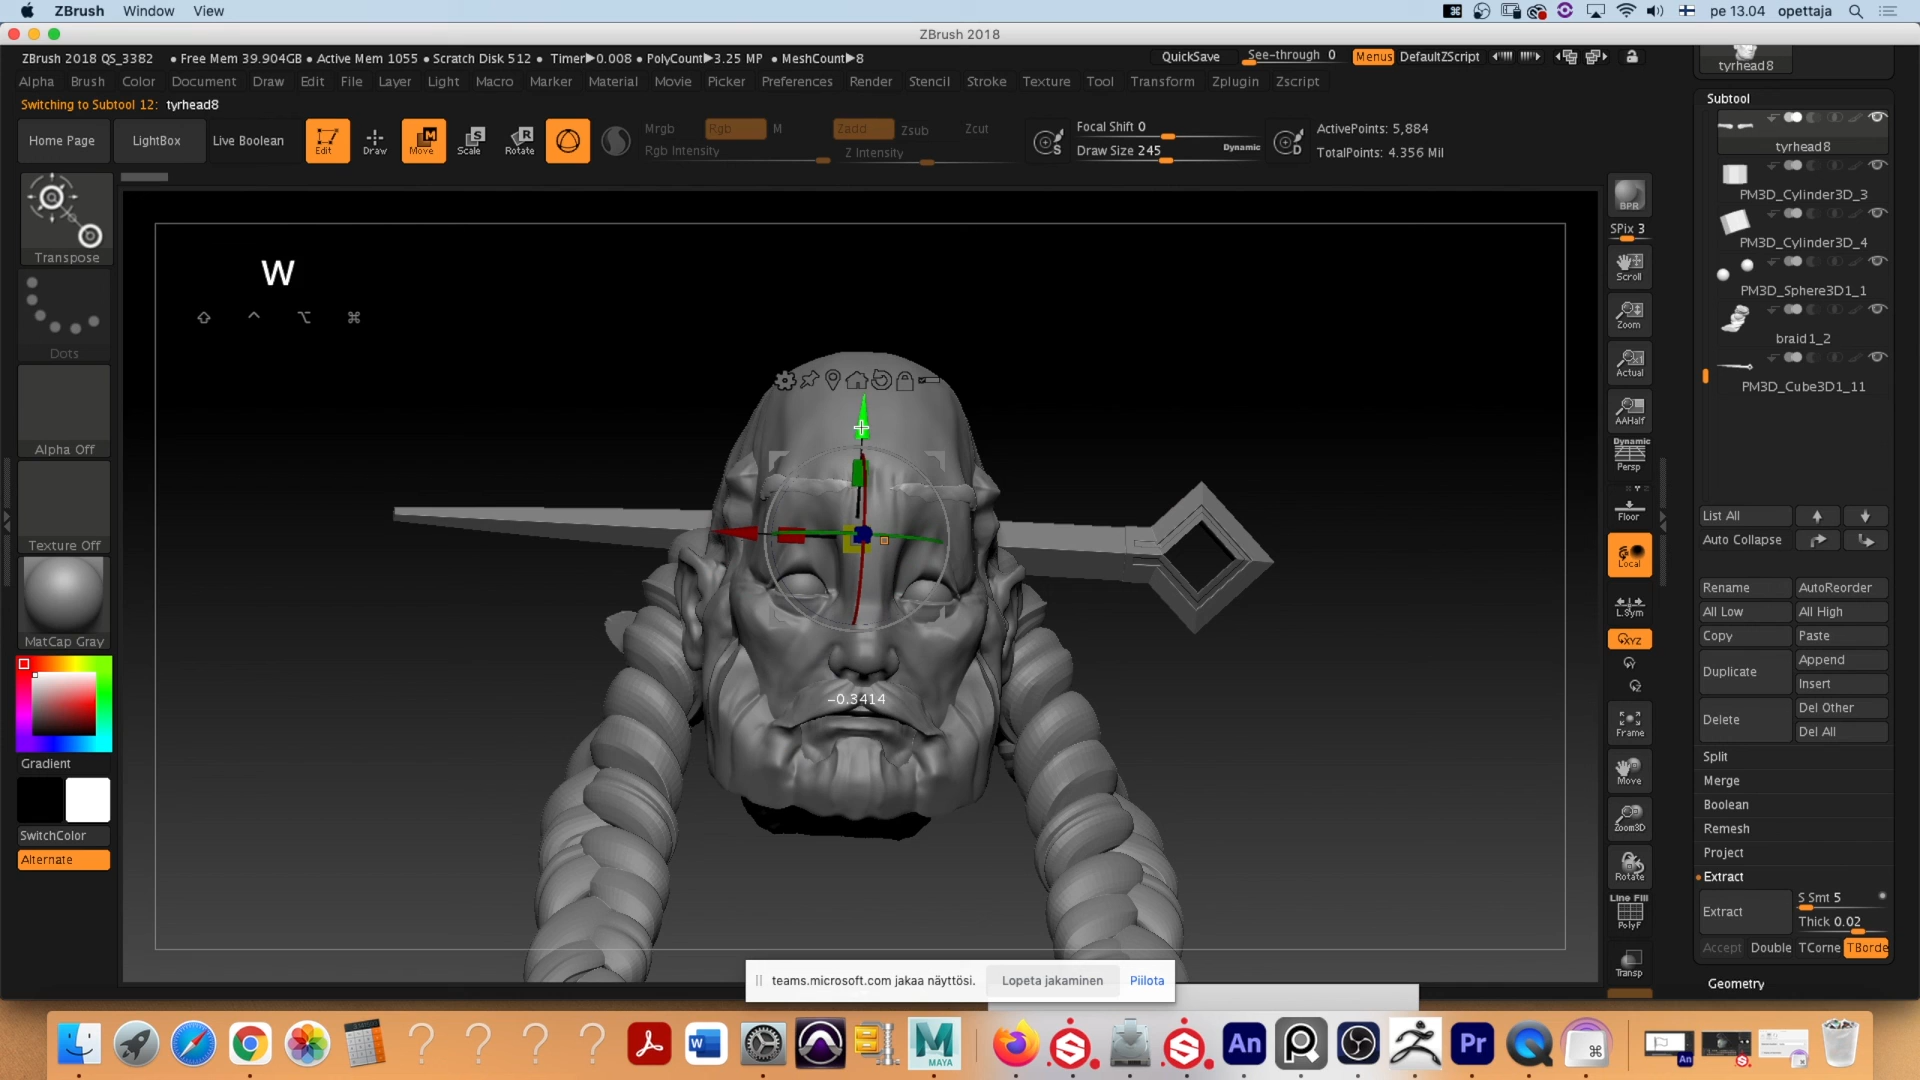 ZBrush Window View
pe 13.04 opettaja
ZBrush 2018
ZBrush 2018 QS_3382 • Free Mem 39.904GB • Active Mem 1055 • Scratch Disk 512 • Timer▶0.008 • PolyCount▶3.25 MP • MeshCount▶8
QuickSave See-through 0 Menus DefaultZScript
tyrhead8
Alpha Brush Color Document Draw Edit File Layer Light Macro Marker Material Movie Picker Preferences Render Stencil Stroke Texture Tool Transform Zplugin Zscript
Switching to Subtool 12: tyrhead8
Subtool
Home Page LightBox Live Boolean Edit Draw Move Scale Rotate
Mrgb Rgb M Zadd Zsub Zcut
Rgb Intensity Z Intensity
S Focal Shift 0
Draw Size 245 Dynamic
D ActivePoints: 5,884
TotalPoints: 4.356 Mil
tyrhead8
PM3D_Cylinder3D_3
PM3D_Cylinder3D_4
PM3D_Sphere3D1_1
braid1_2
PM3D_Cube3D1_11
Transpose
Dots
Alpha Off
Texture Off
MatCap Gray
Gradient
SwitchColor
Alternate
W
⇧ ^ ⌥ ⌘
-0.3414
BPR
SPix 3
Scroll
Zoom
Actual
AAHalf
Dynamic
Persp
Floor
Local
L.Sym
XYZ
Y
Z
Frame
Move
Zoom3D
Rotate
Line Fill
PolyF
Transp
List All
Auto Collapse
Rename AutoReorder
All Low All High
Copy Paste
Duplicate Append
Insert
Delete Del Other
Del All
Split
Merge
Boolean
Remesh
Project
Extract
Extract S Smt 5
Thick 0.02
Accept Double TCorne TBorde
Geometry
teams.microsoft.com jakaa näyttösi. Lopeta jakaminen Piilota
? ? ? ? W MAYA An Pr ⌘
An